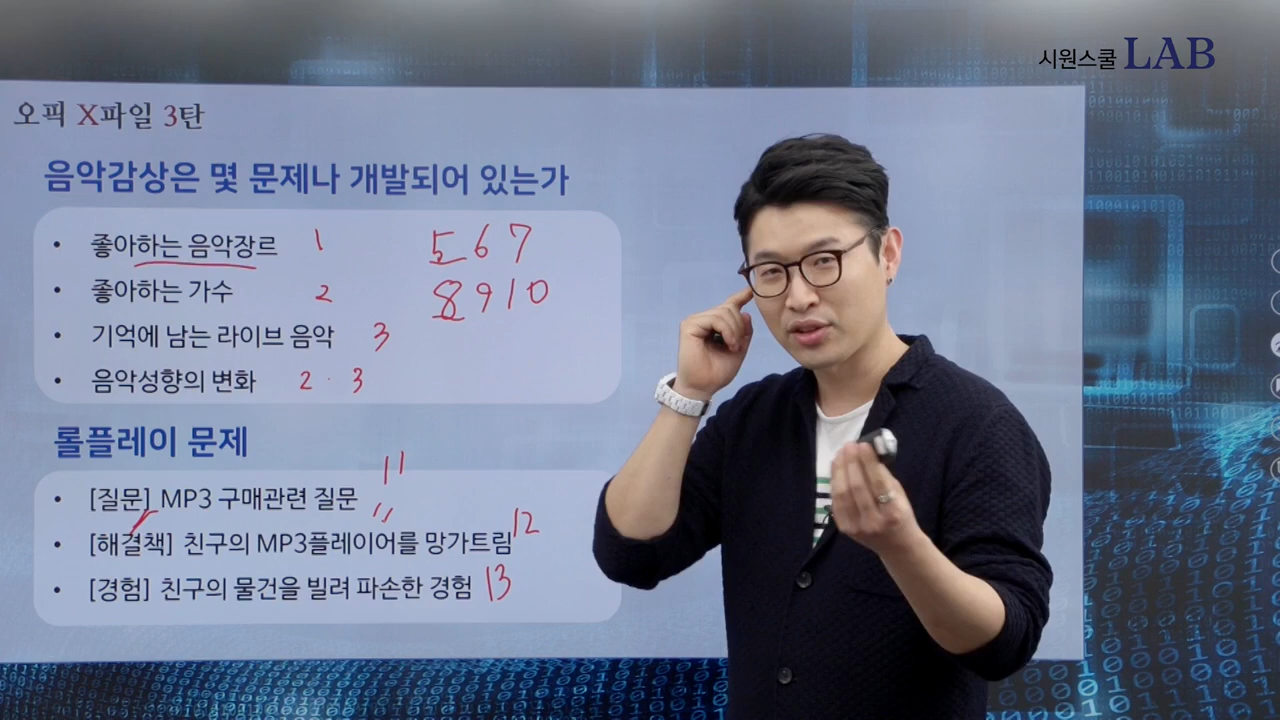 시원스쿨 LAB
오픽 X파일 3탄
음악감상은 몇 문제나 개발되어 있는가
• 좋아하는 음악장르 1 5 6 7
• 좋아하는 가수 2 8 9 10
• 기억에 남는 라이브 음악 3
• 음악성향의 변화 2 · 3
롤플레이 문제
• [질문] MP3 구매관련 질문 11
• [해결책] 친구의 MP3플레이어를 망가트림 12
• [경험] 친구의 물건을 빌려 파손한 경험 13